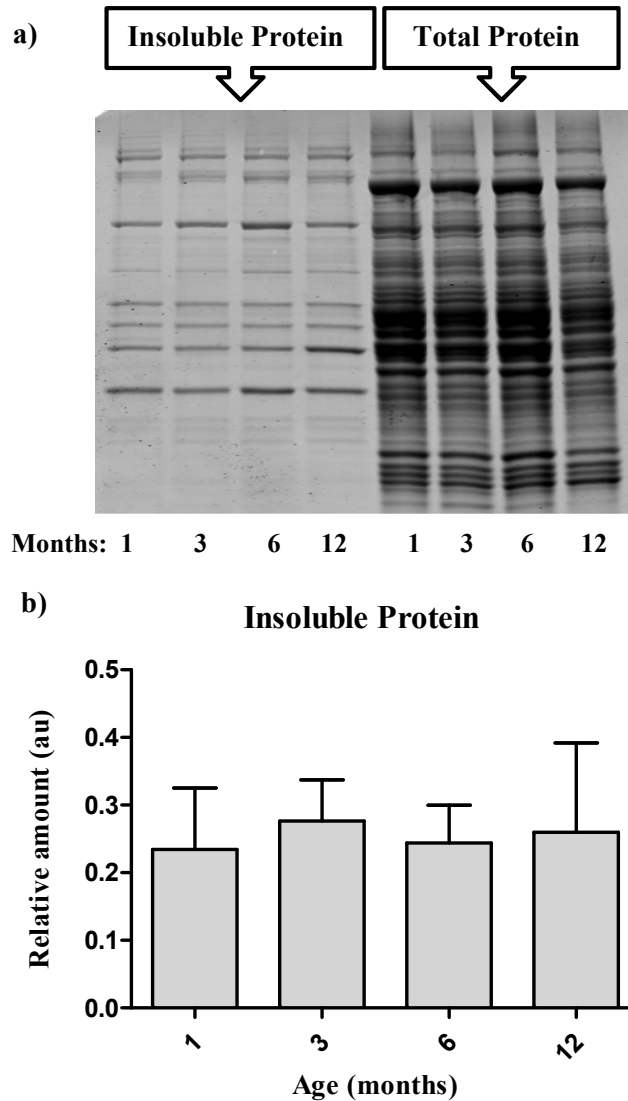 a)
Insoluble Protein Total Protein
Months: 1 3 6 12 1 3 6 12
b)
Insoluble Protein
Relative amount (au)
0.5
0.4
0.3
0.2
0.1
0.0
1 3 6 12
Age (months)